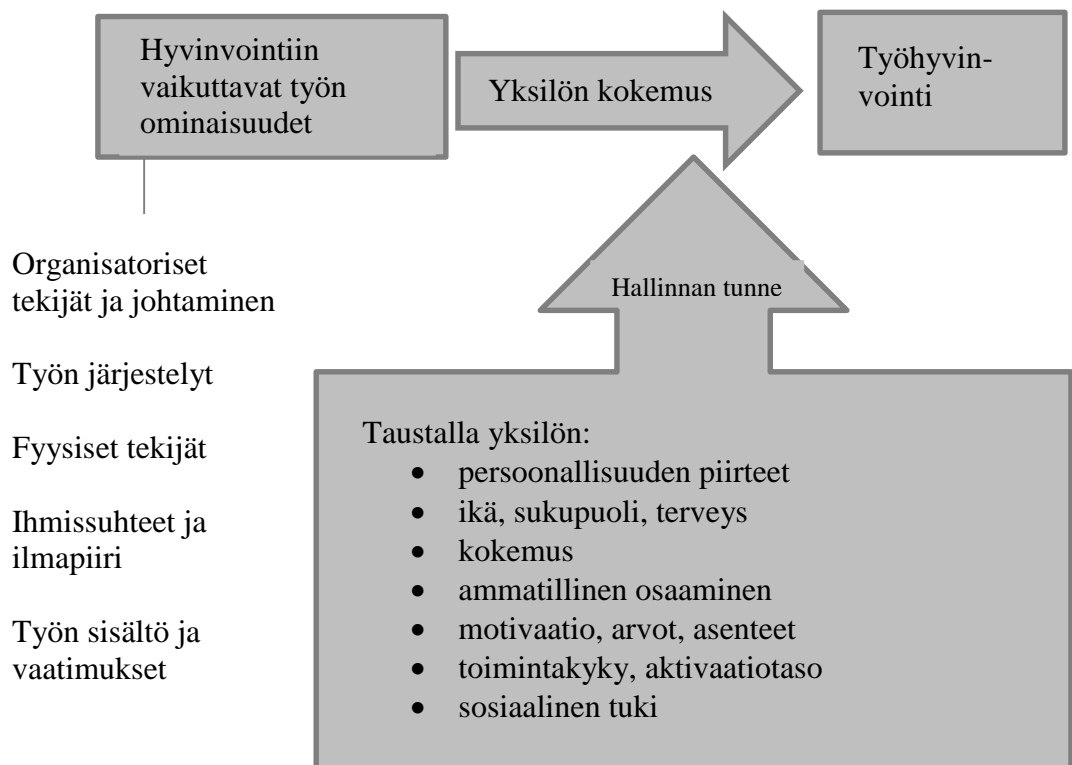 Hyvinvointiin
vaikuttavat työn
ominaisuudet
Yksilön kokemus
Työhyvin-
vointi
Organisatoriset
tekijät ja johtaminen
Työn järjestelyt
Fyysiset tekijät
Ihmissuhteet ja
ilmapiiri
Työn sisältö ja
vaatimukset
Hallinnan tunne
Taustalla yksilön:
• persoonallisuuden piirteet
• ikä, sukupuoli, terveys
• kokemus
• ammatillinen osaaminen
• motivaatio, arvot, asenteet
• toimintakyky, aktivaatiotaso
• sosiaalinen tuki